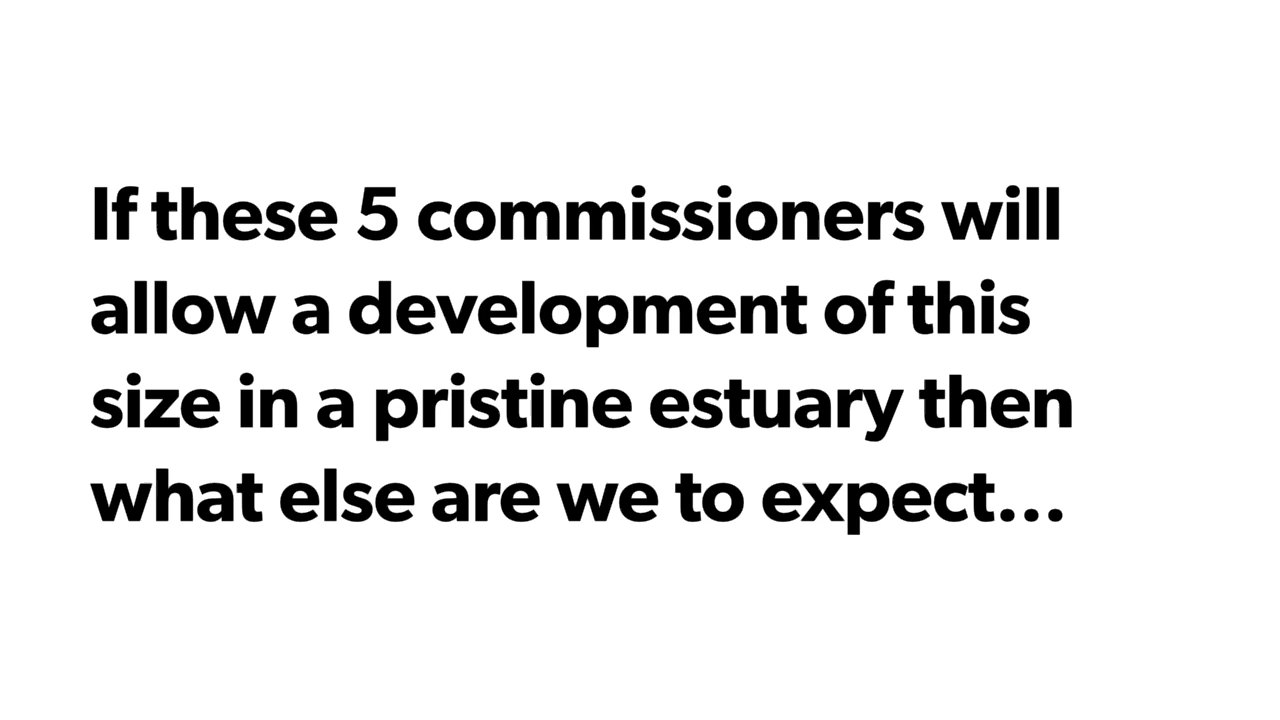 If these 5 commissioners will
allow a development of this
size in a pristine estuary then
what else are we to expect...